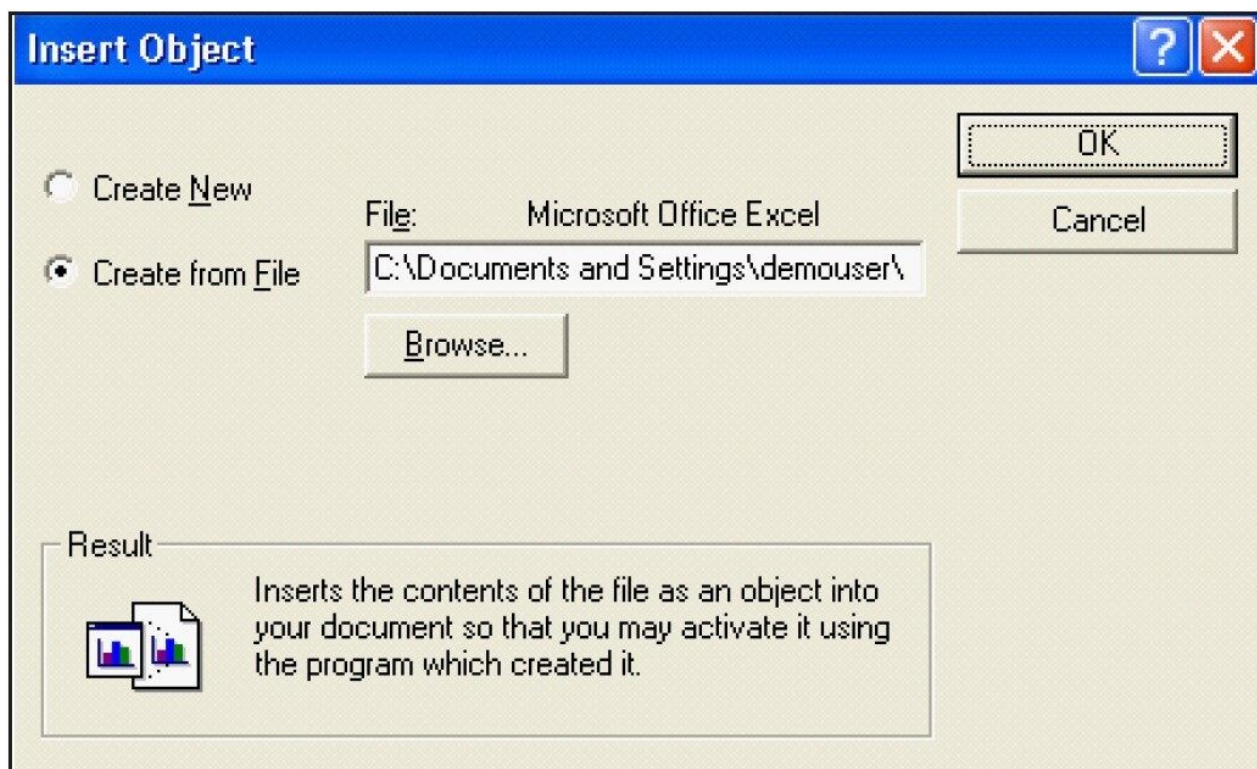 Insert Object
OK
Create New
File: Microsoft Office Excel
Cancel
Create from File
C:\Documents and Settings\demouser\
Browse...
Result
Inserts the contents of the file as an object into
your document so that you may activate it using
the program which created it.